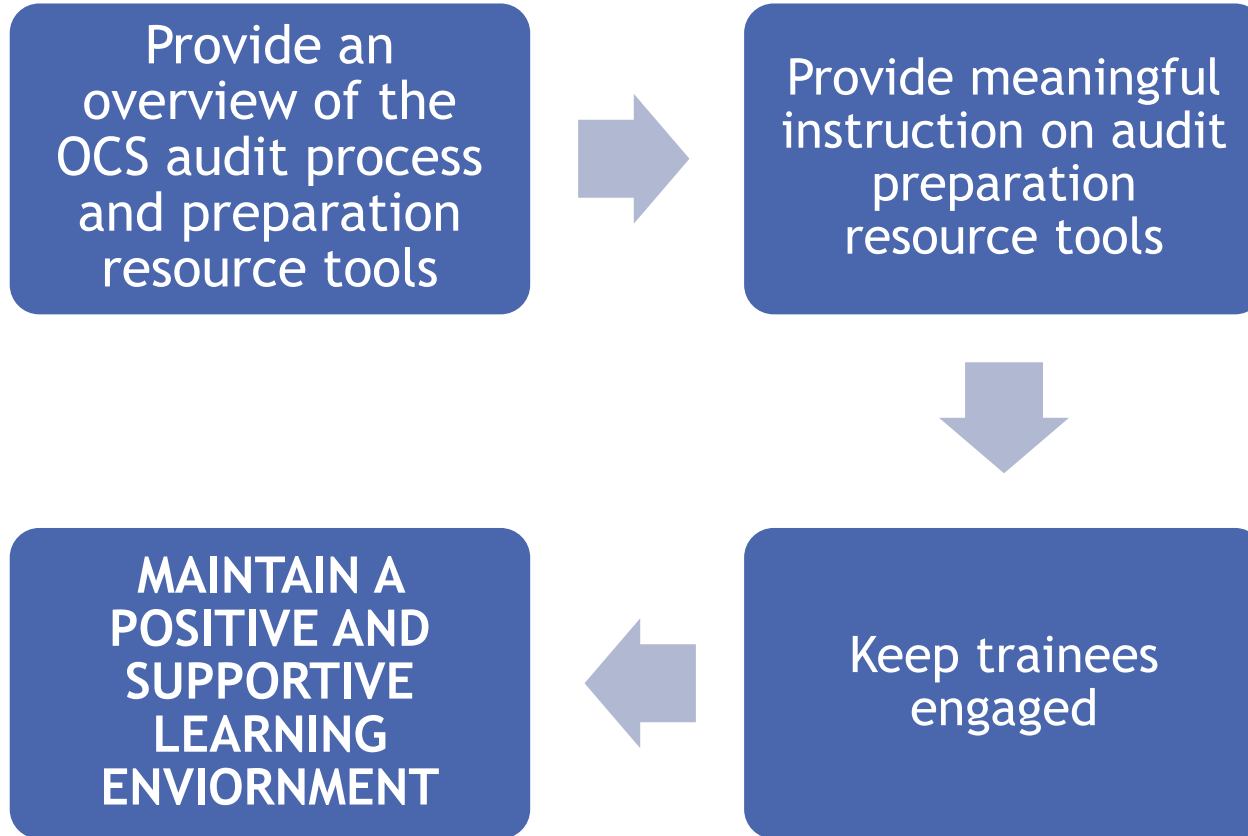 Provide an
overview of the
OCS audit process
and preparation
resource tools
Provide meaningful
instruction on audit
preparation
resource tools
Keep trainees
engaged
MAINTAIN A
POSITIVE AND
SUPPORTIVE
LEARNING
ENVIORNMENT